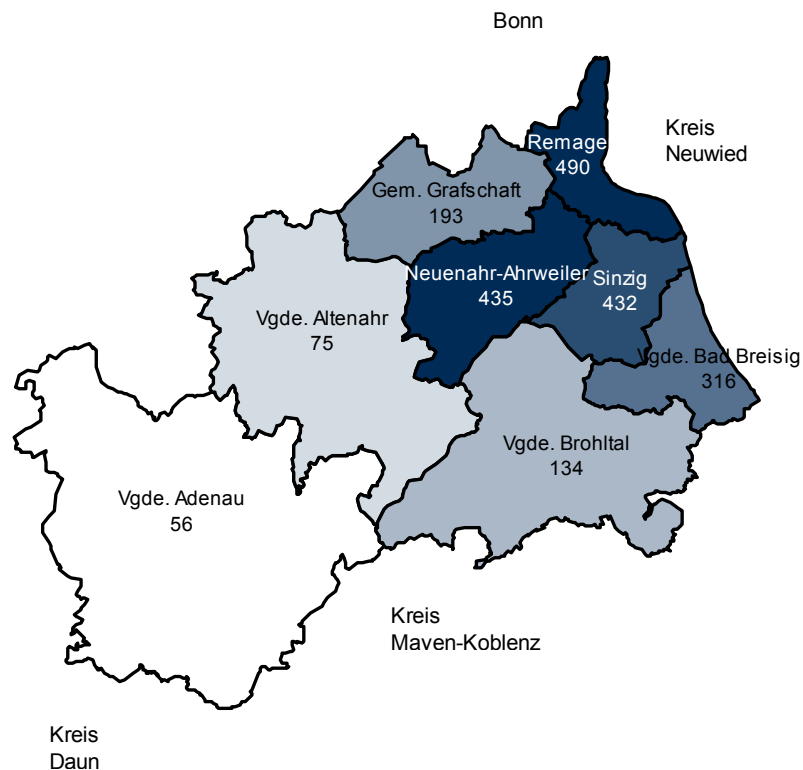 Bonn
Remage
490
Kreis
Neuwied
Gem. Grafschaft
193
Neuenahr-Ahrweiler
435
Sinzig
432
Vgde. Altenahr
75
Vgde. Bad Breisig
316
Vgde. Brohltal
134
Vgde. Adenau
56
Kreis
Maven-Koblenz
Kreis
Daun